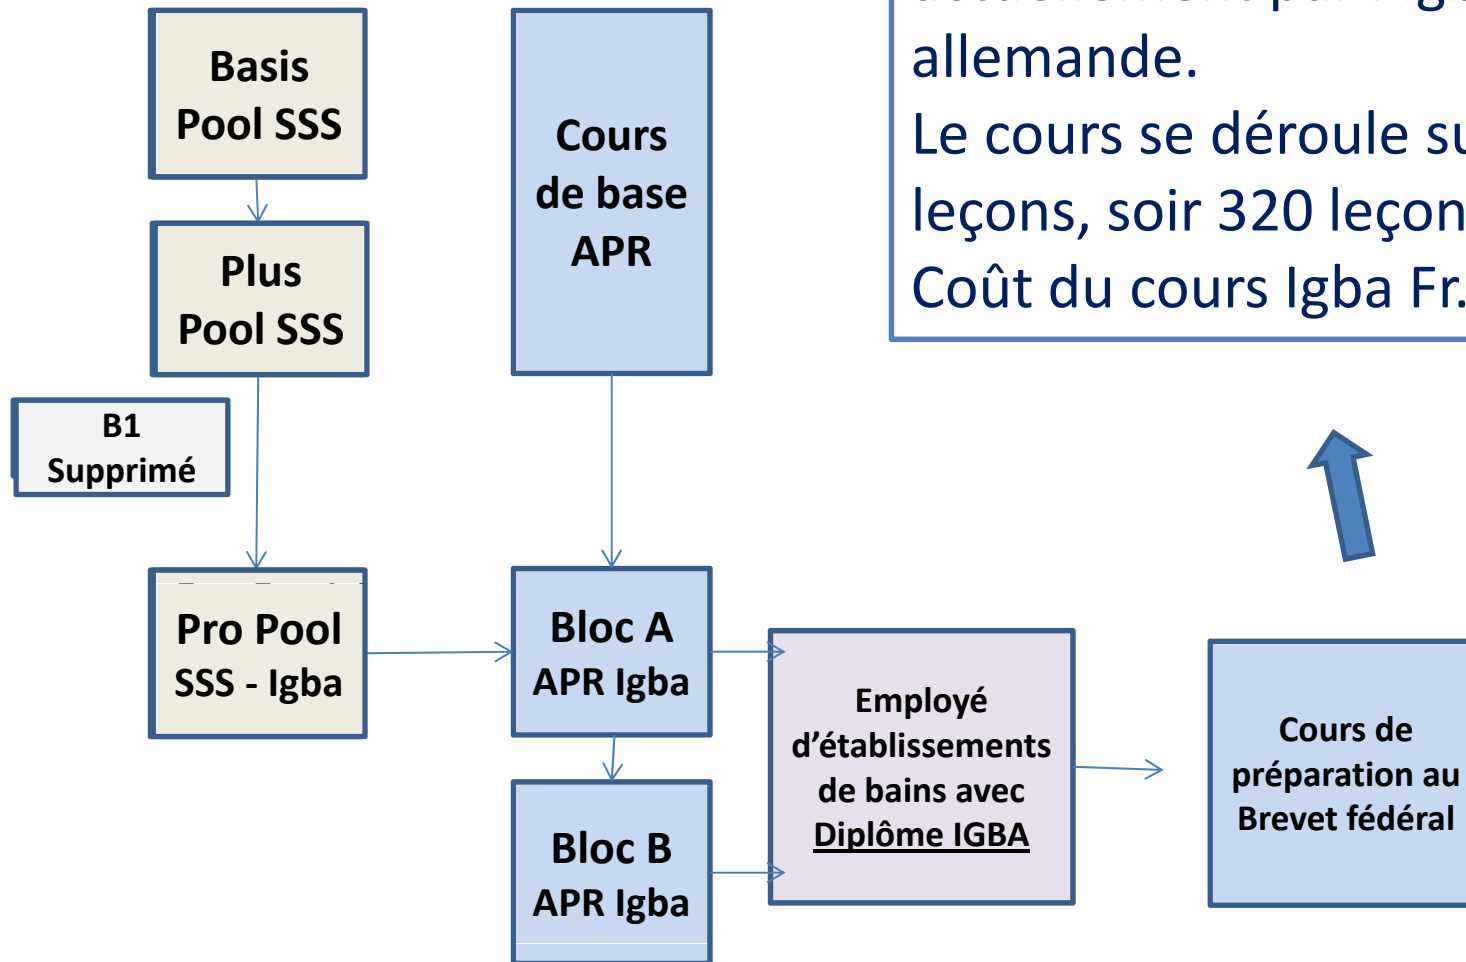 Basis
Pool SSS
Plus
Pool SSS
B1
Supprimé
Pro Pool
SSS - Igba
Cours
de base
APR
Bloc A
APR Igba
Bloc B
APR Igba
allemande.
Le cours se déroule
leçons, soir 320
Coût du cours Igba Fr.
Employé
d’établissements
de bains avec
Diplôme IGBA
Cours de
préparation au
Brevet fédéral